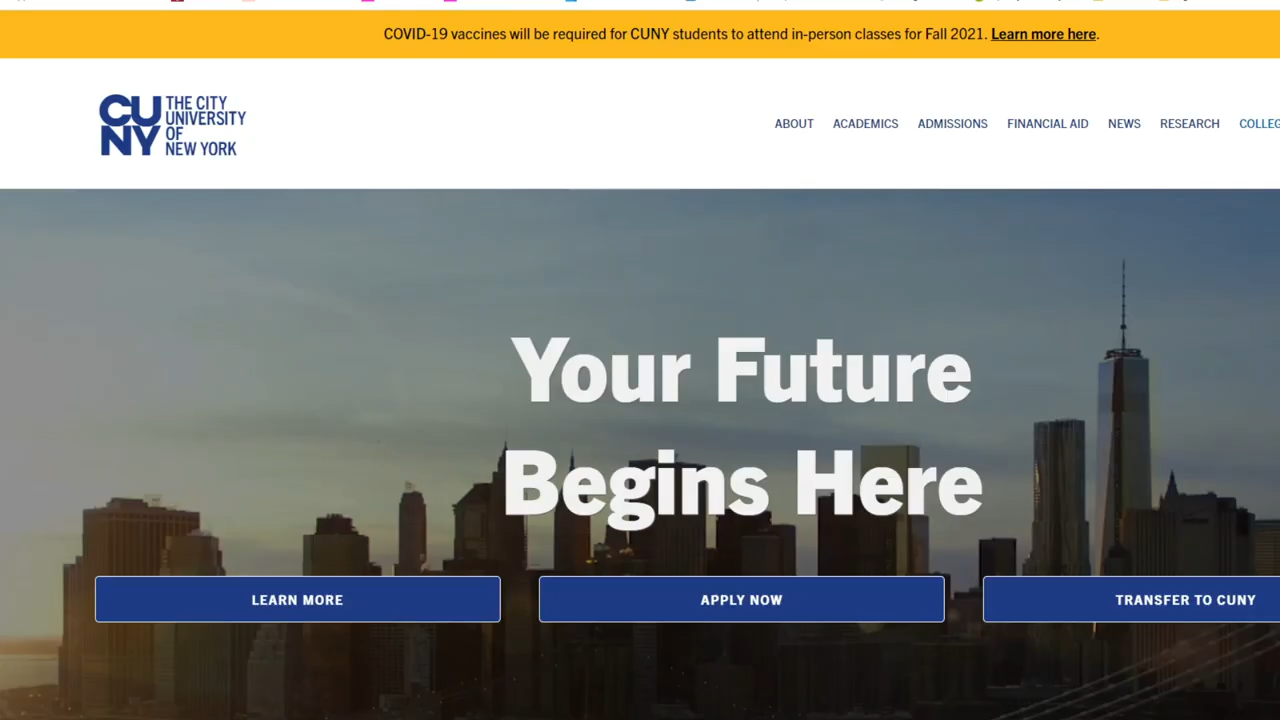 COVID-19 vaccines will be required for CUNY students to attend in-person classes for Fall 2021. Learn more here.
CUNY THE CITY UNIVERSITY OF NEW YORK
ABOUT ACADEMICS ADMISSIONS FINANCIAL AID NEWS RESEARCH
Your Future
Begins Here
LEARN MORE APPLY NOW TRANSFER TO CUNY